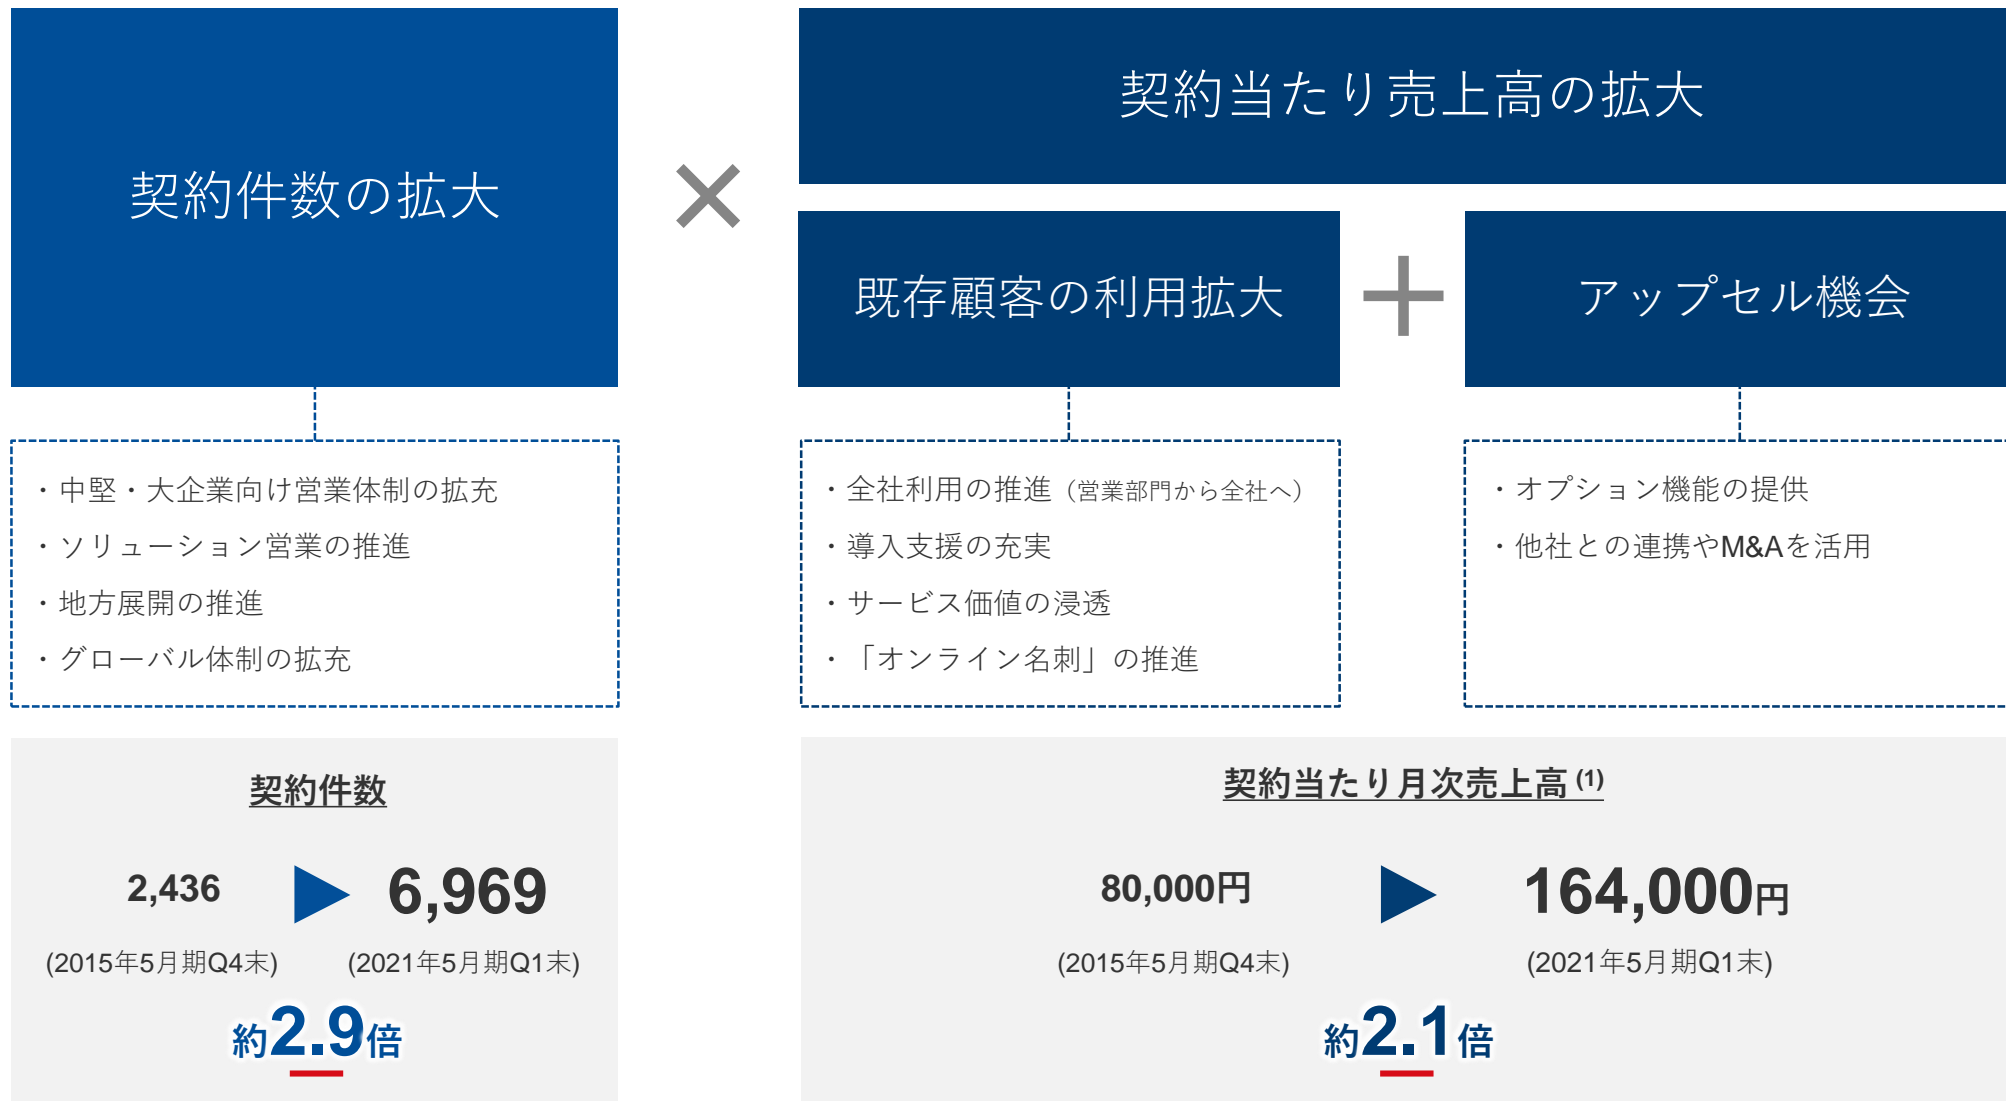 契約件数の拡大
×
契約当たり売上高の拡大
既存顧客の利用拡大
＋
アップセル機会
・中堅・大企業向け営業体制の拡充
・ソリューション営業の推進
・地方展開の推進
・グローバル体制の拡充
・全社利用の推進（営業部門から全社へ）
・導入支援の充実
・サービス価値の浸透
・「オンライン名刺」の推進
・オプション機能の提供
・他社との連携やM&Aを活用
契約件数
2,436
6,969
(2015年5月期Q4末)
(2021年5月期Q1末)
約2.9倍
契約当たり月次売上高(1)
80,000円
164,000円
(2015年5月期Q4末)
(2021年5月期Q1末)
約2.1倍